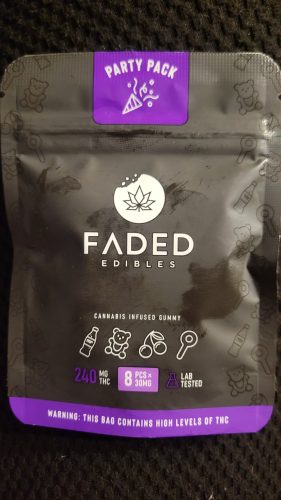 PARTY PACK
FADED
EDIBLES
CANNABIS INFUSED GUMMY
240 MG THC 8 PCS × 30MG LAB TESTED
WARNING: THIS BAG CONTAINS HIGH LEVELS OF THC